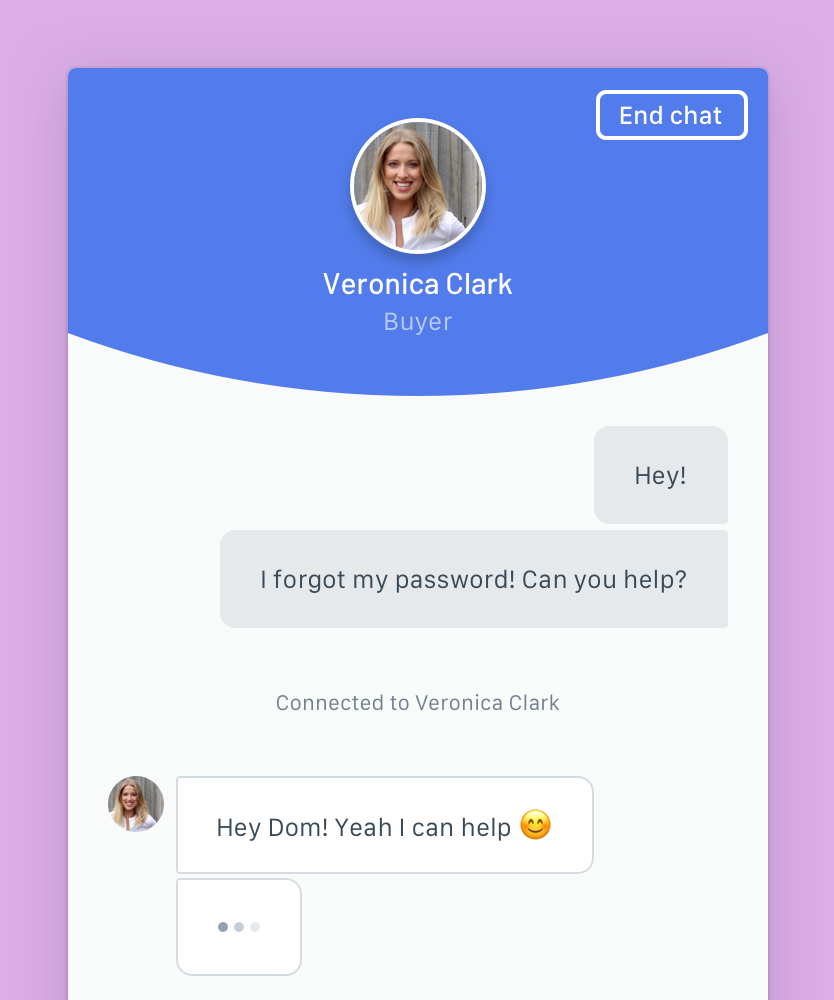 End chat
Veronica Clark
Buyer
Hey!
I forgot my password! Can you help?
Connected to Veronica Clark
Hey Dom! Yeah I can help 😊